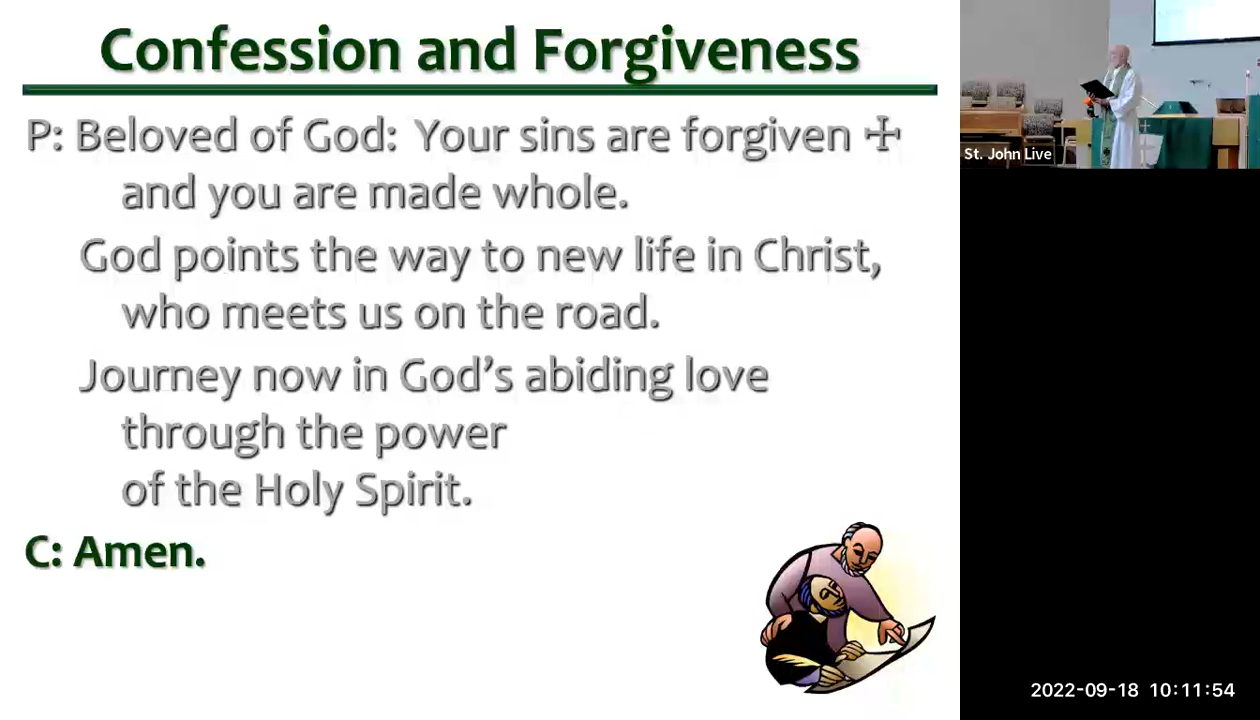 Confession and Forgiveness
P: Beloved of God: Your sins are forgiven ☩
and you are made whole.
God points the way to new life in Christ,
who meets us on the road.
Journey now in God’s abiding love
through the power
of the Holy Spirit.
C: Amen.
St. John Live
2022-09-18 10:11:54